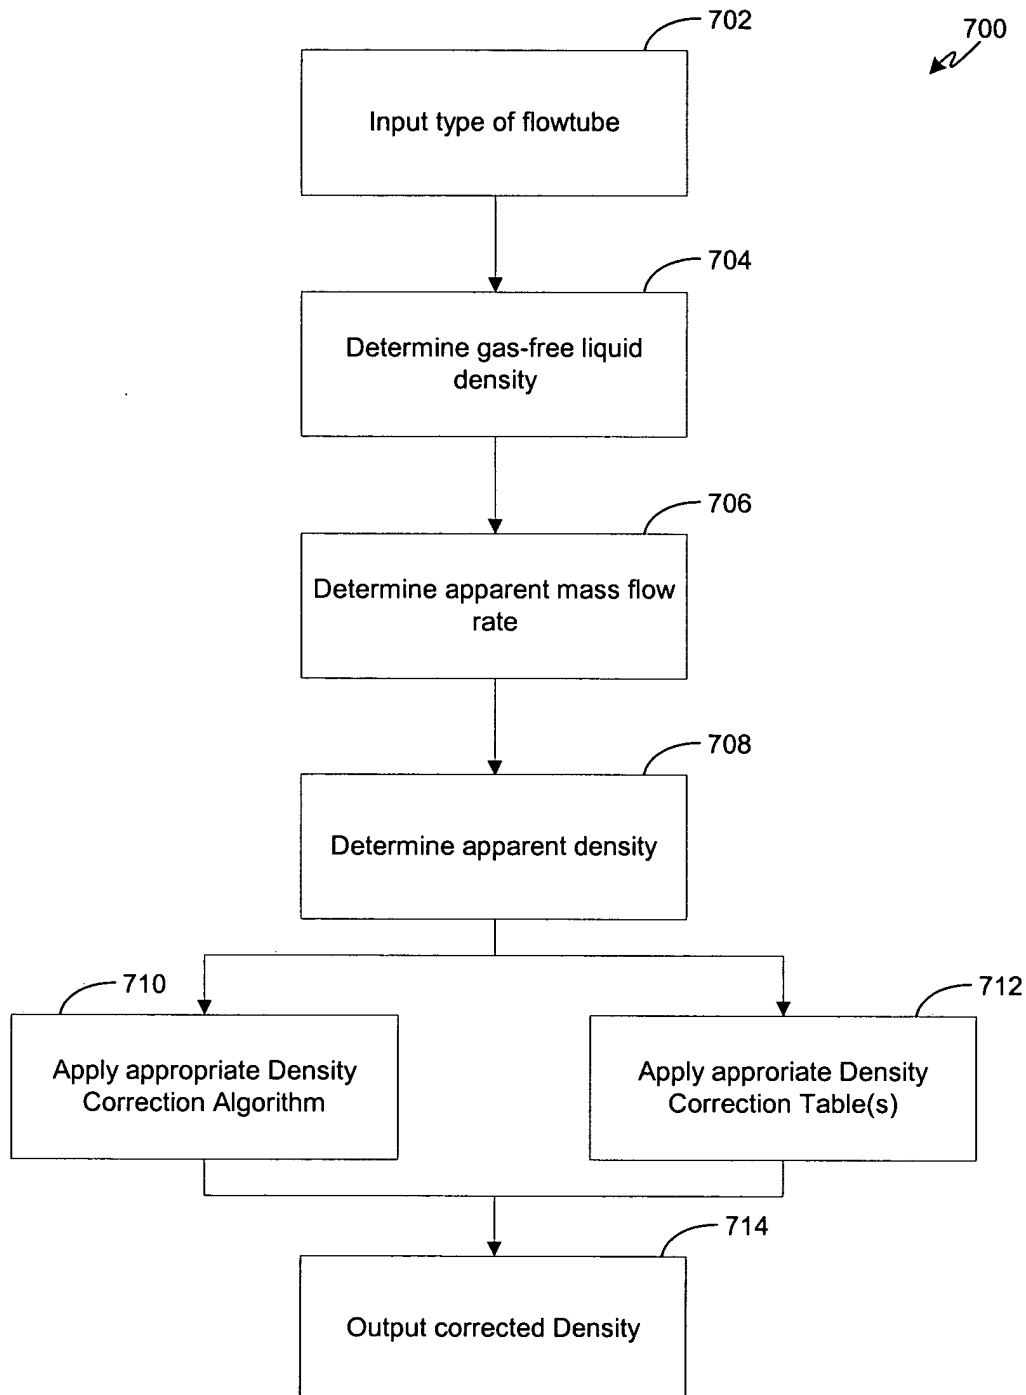 702
700
Input type of flowtube
704
Determine gas-free liquid
density
706
Determine apparent mass flow
rate
708
Determine apparent density
710
712
Apply appropriate Density
Correction Algorithm
Apply approriate Density
Correction Table(s)
714
Output corrected Density